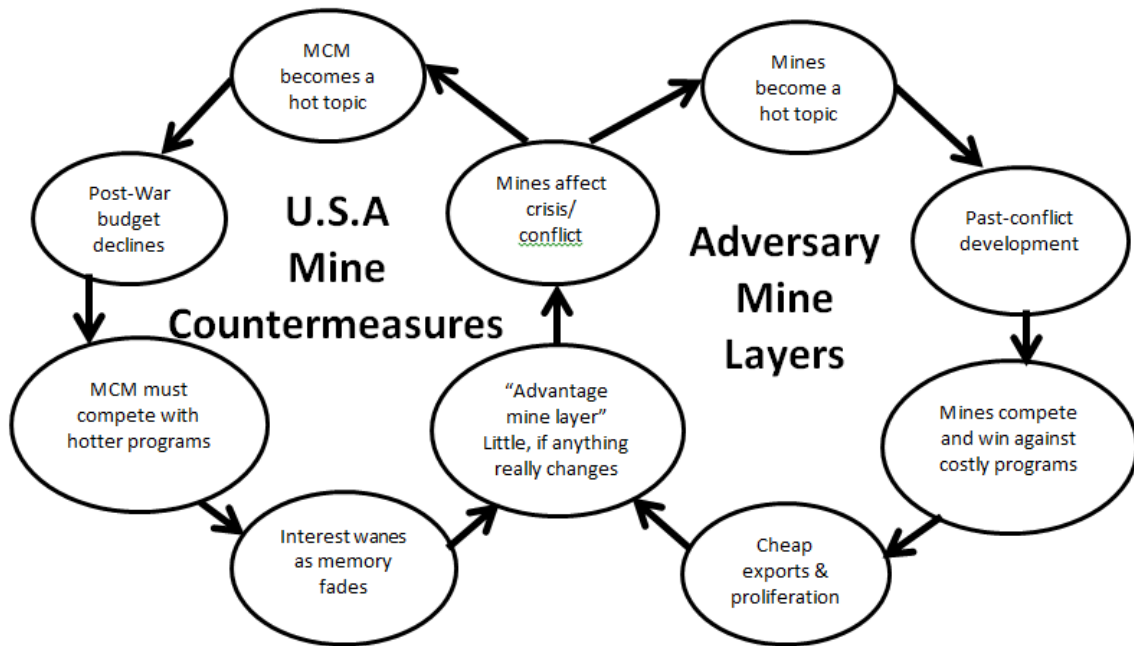 MCM
becomes a
hot topic
Mines
become a
hot topic
Post-War
budget
declines
U.S.A
Mine
Countermeasures
Mines affect
crisis/
conflict
Adversary
Mine
Layers
Past-conflict
development
MCM must
compete with
hotter programs
“Advantage
mine layer”
Little, if anything
really changes
Mines compete
and win against
costly programs
Interest wanes
as memory
fades
Cheap
exports &
proliferation